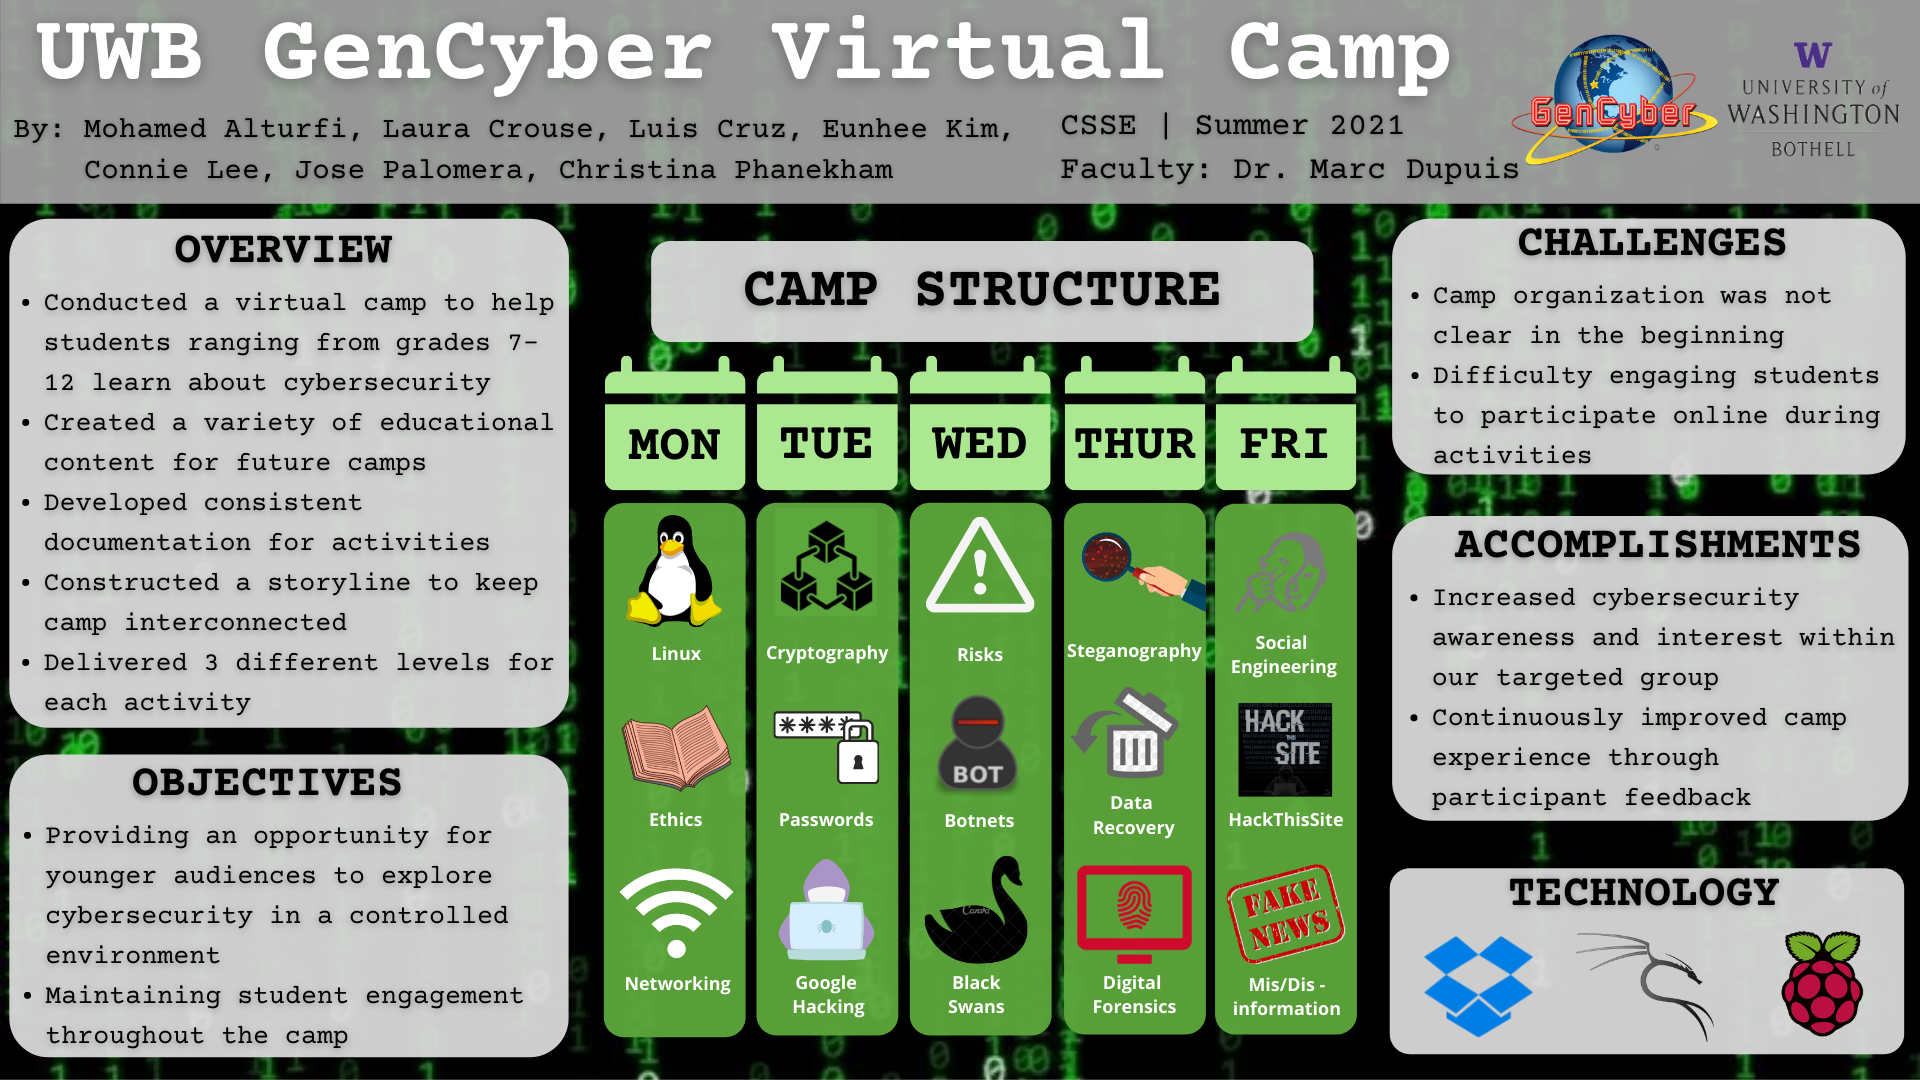 UWB GenCyber Virtual Camp
By: Mohamed Alturfi, Laura Crouse, Luis Cruz, Eunhee Kim,
Connie Lee, Jose Palomera, Christina Phanekham
CSSE | Summer 2021
Faculty: Dr. Marc Dupuis
GenCyber
W
UNIVERSITY of
WASHINGTON
BOTHELL
OVERVIEW
• Conducted a virtual camp to help
students ranging from grades 7-
12 learn about cybersecurity
• Created a variety of educational
content for future camps
• Developed consistent
documentation for activities
• Constructed a storyline to keep
camp interconnected
• Delivered 3 different levels for
each activity
OBJECTIVES
• Providing an opportunity for
younger audiences to explore
cybersecurity in a controlled
environment
• Maintaining student engagement
throughout the camp
CAMP STRUCTURE
MON
Linux
Ethics
Networking
TUE
Cryptography
****
Passwords
Google
Hacking
WED
Risks
BOT
Botnets
Canva
Black
Swans
THUR
Steganography
Data
Recovery
Digital
Forensics
FRI
Social
Engineering
HACK
THIS
SITE
HackThisSite
FAKE
NEWS
Mis/Dis -
information
CHALLENGES
• Camp organization was not
clear in the beginning
• Difficulty engaging students
to participate online during
activities
ACCOMPLISHMENTS
• Increased cybersecurity
awareness and interest within
our targeted group
• Continuously improved camp
experience through
participant feedback
TECHNOLOGY